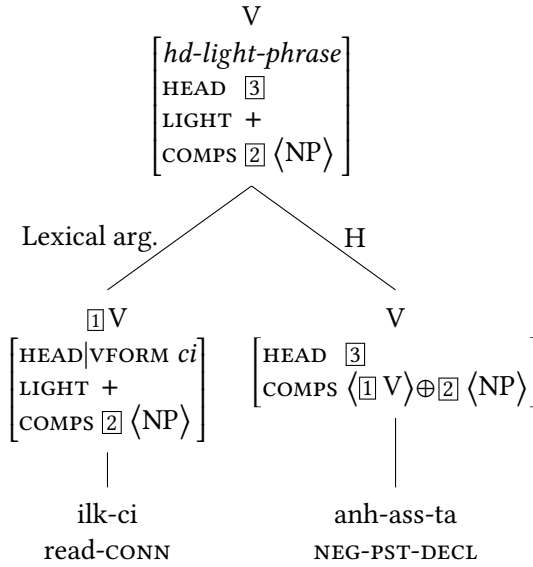 V
[hd-light-phrase
HEAD [3]
LIGHT +
COMPS [2] ⟨NP⟩]
Lexical arg.
H
[1] V
[HEAD|VFORM ci
LIGHT +
COMPS [2] ⟨NP⟩]
V
[HEAD [3]
COMPS ⟨[1] V⟩⊕[2] ⟨NP⟩]
ilk-ci
read-CONN
anh-ass-ta
NEG-PST-DECL